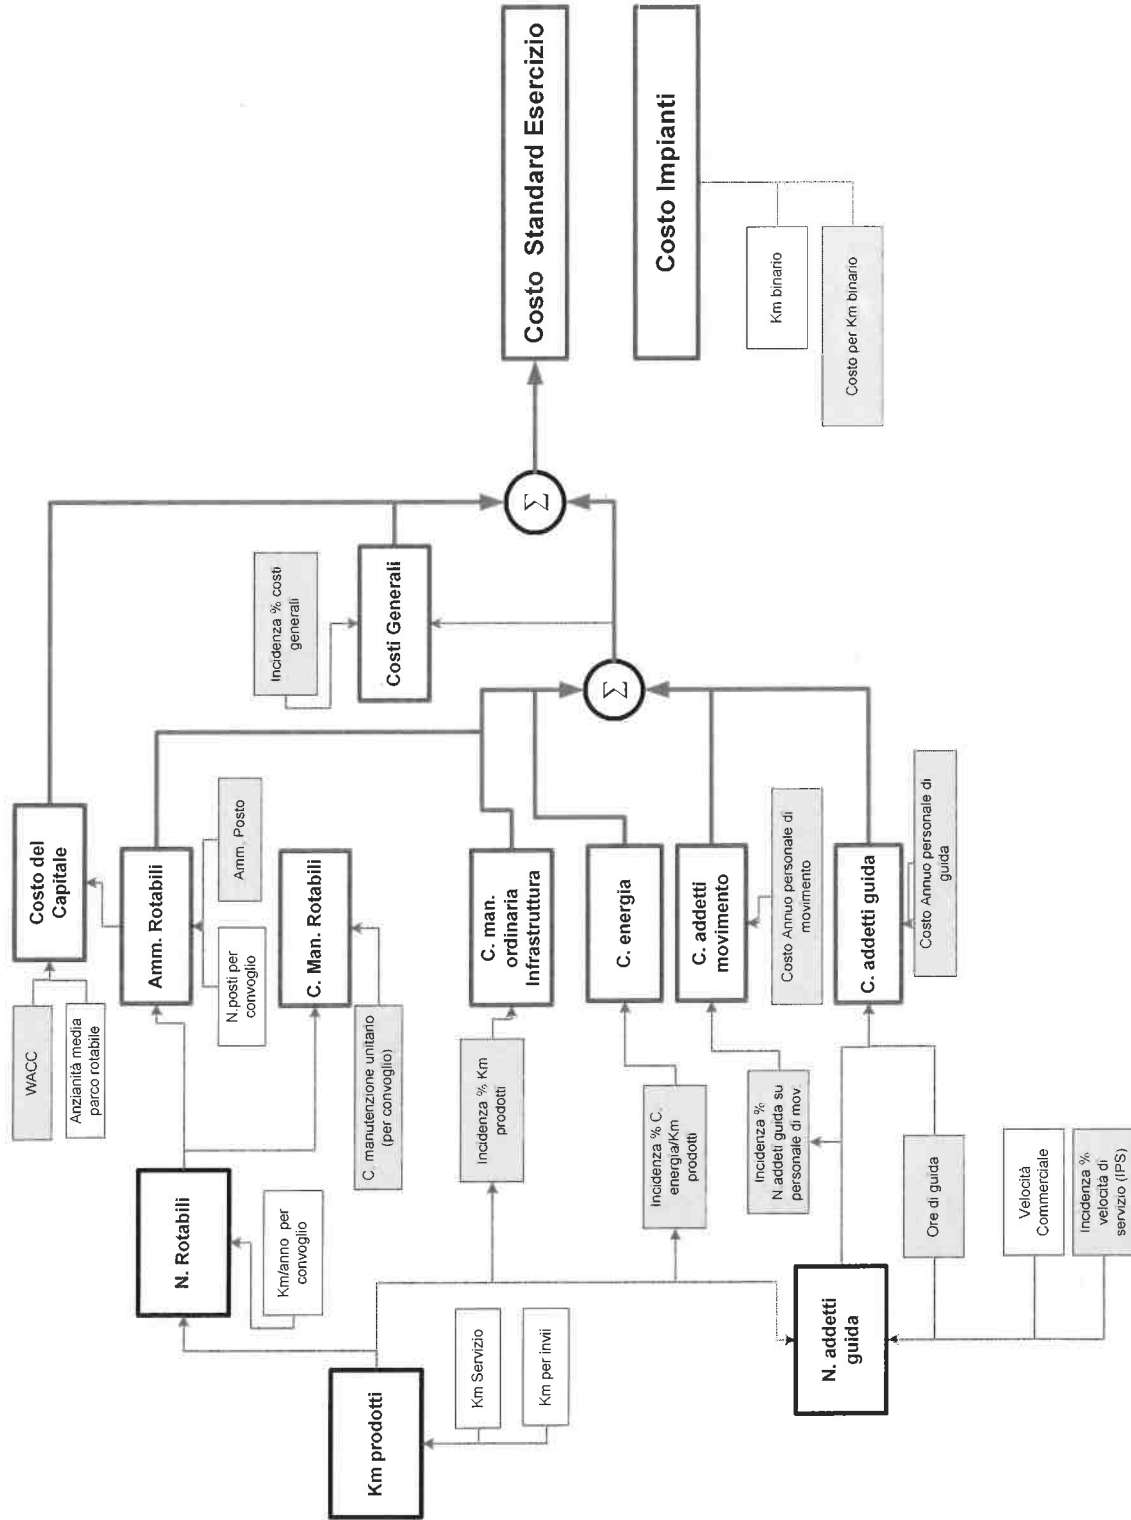 Km prodotti
Km Servizio
Km per invii
N. Rotabili
Km/anno per
convoglio
N. addetti
guida
Ore di guida
Velocità
Commerciale
Incidenza %
velocità di
servizio (IPS)
WACC
Anzianità media
parco rotabile
Costo del
Capitale
Amm. Rotabili
N.posti per
convoglio
Amm. Posto
C. Man. Rotabili
C. manutenzione unitario
(per convoglio)
Incidenza % Km
prodotti
C. man.
ordinaria
Infrastruttura
Incidenza % C.
energia/Km
prodotti
C. energia
Incidenza %
N addeti guida su
personale di mov.
C. addetti
movimento
Costo Annuo personale di
movimento
C. addetti guida
Costo Annuo personale di
guida
Incidenza % costi
generali
Costi Generali
Σ
Σ
Costo Standard Esercizio
Costo Impianti
Km binario
Costo per Km binario